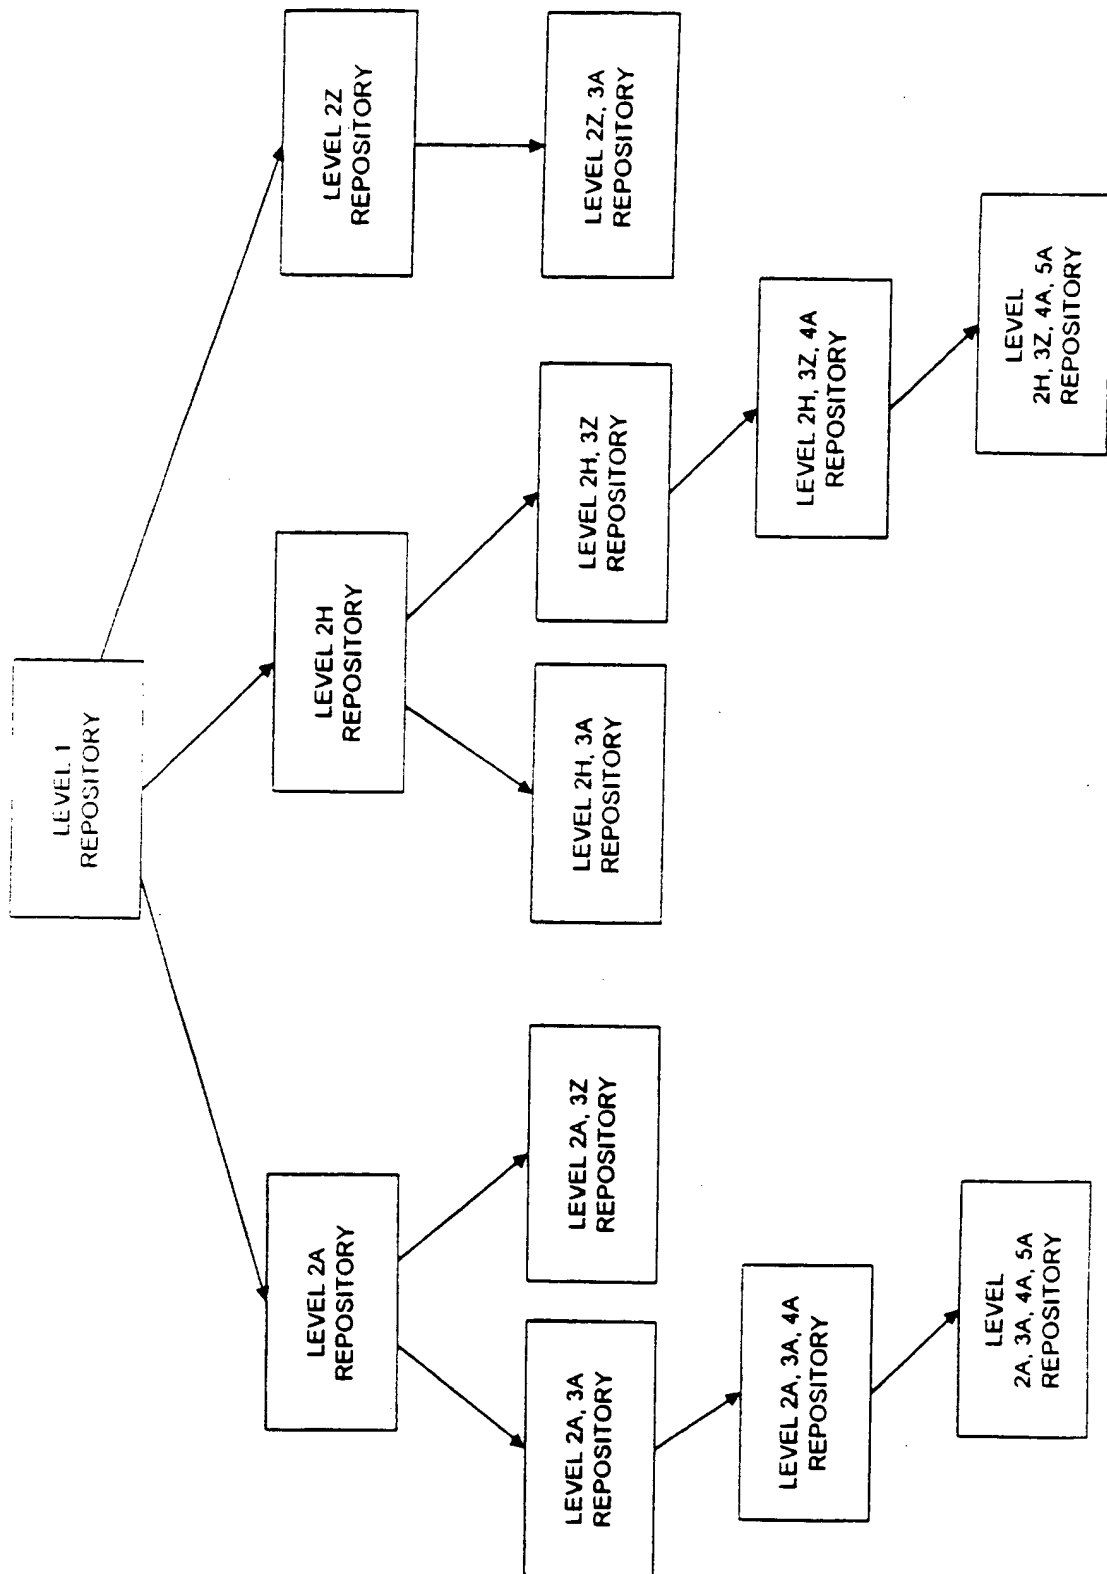 LEVEL 1
REPOSITORY
LEVEL 2A
REPOSITORY
LEVEL 2H
REPOSITORY
LEVEL 2Z
REPOSITORY
LEVEL 2A, 3A
REPOSITORY
LEVEL 2A, 3Z
REPOSITORY
LEVEL 2H, 3A
REPOSITORY
LEVEL 2H, 3Z
REPOSITORY
LEVEL 2Z, 3A
REPOSITORY
LEVEL 2A, 3A, 4A
REPOSITORY
LEVEL 2H, 3Z, 4A
REPOSITORY
LEVEL
2A, 3A, 4A, 5A
REPOSITORY
LEVEL
2H, 3Z, 4A, 5A
REPOSITORY